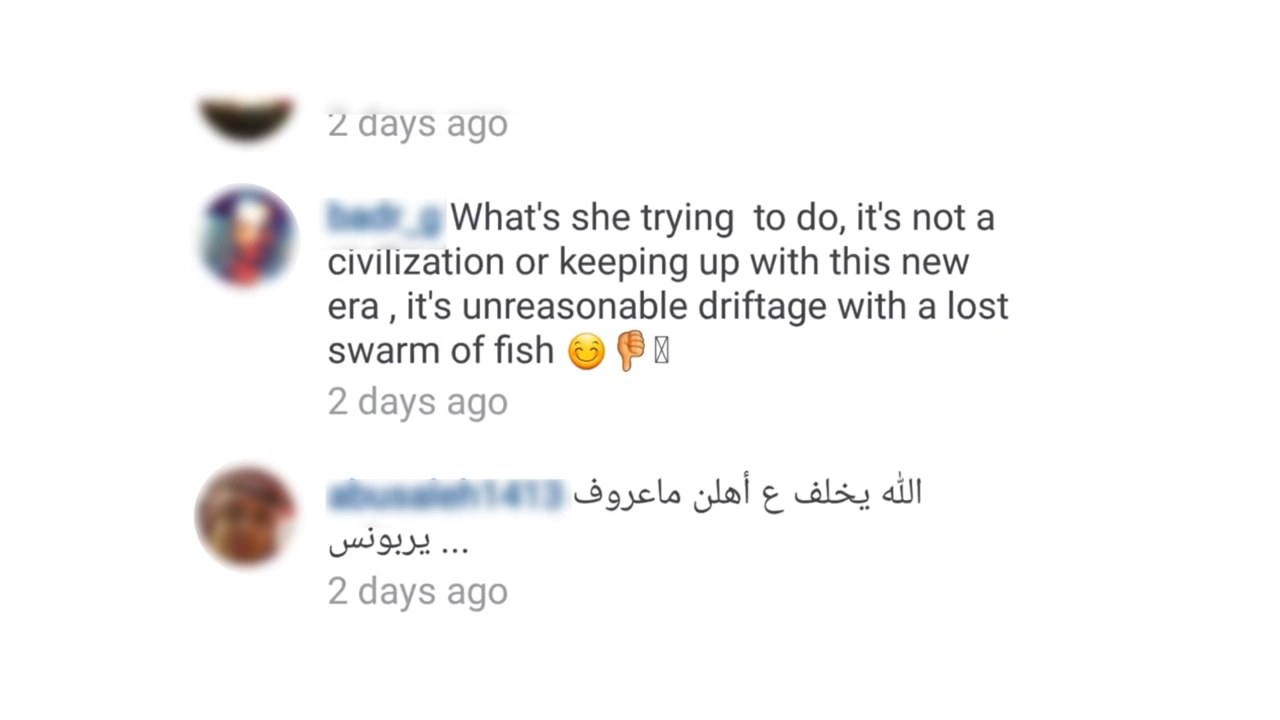 2 days ago
What's she trying to do, it's not a
civilization or keeping up with this new
era , it's unreasonable driftage with a lost
swarm of fish 😊👎
2 days ago
الله يخلف ع أهلن ماعروف
يربونس ...
2 days ago